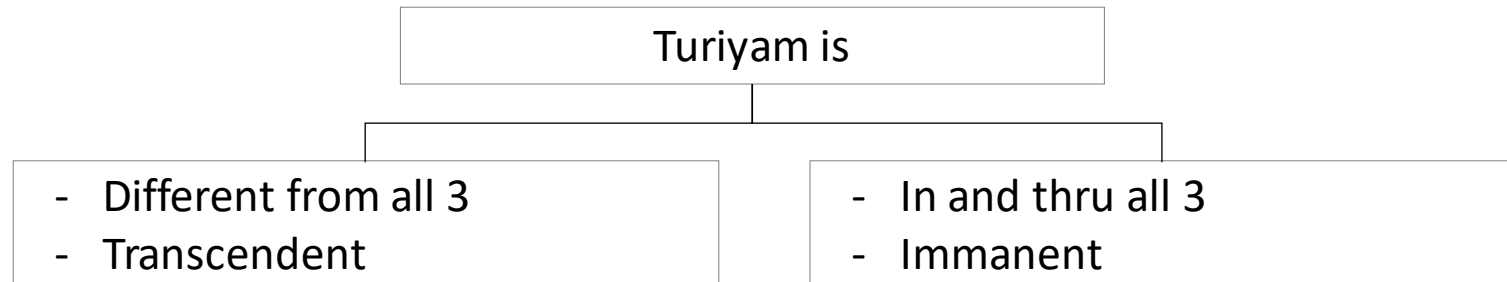 Turiyam is
- Different from all 3
- Transcendent
- In and thru all 3
- Immanent